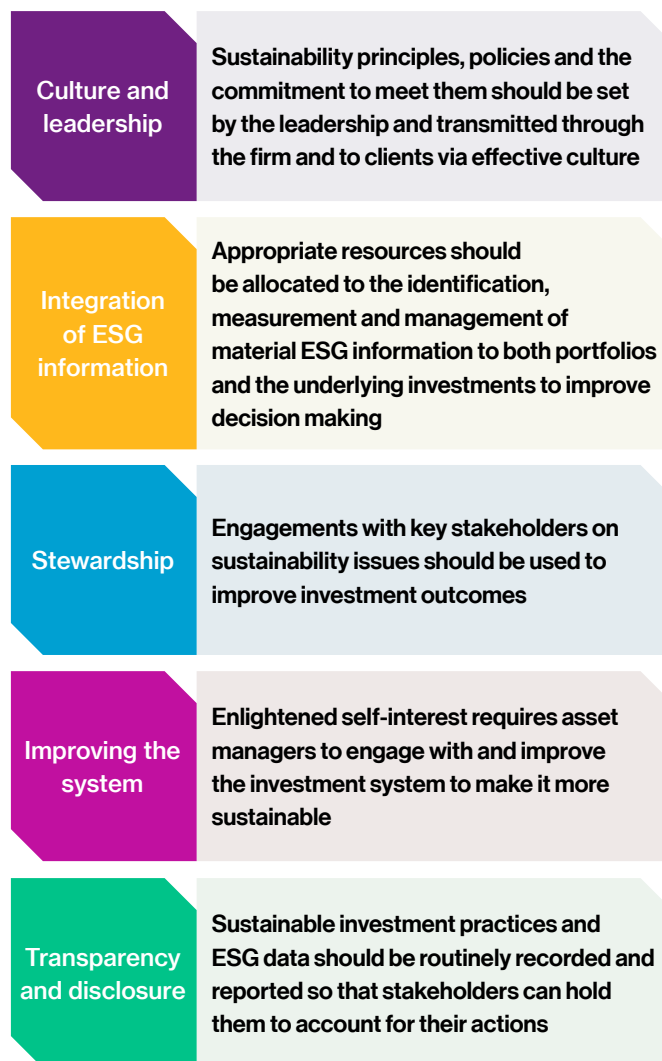 Culture and
leadership
Sustainability principles, policies and the
commitment to meet them should be set
by the leadership and transmitted through
the firm and to clients via effective culture
Integration
of ESG
information
Appropriate resources should
be allocated to the identification,
measurement and management of
material ESG information to both portfolios
and the underlying investments to improve
decision making
Stewardship
Engagements with key stakeholders on
sustainability issues should be used to
improve investment outcomes
Improving the
system
Enlightened self-interest requires asset
managers to engage with and improve
the investment system to make it more
sustainable
Transparency
and disclosure
Sustainable investment practices and
ESG data should be routinely recorded and
reported so that stakeholders can hold
them to account for their actions